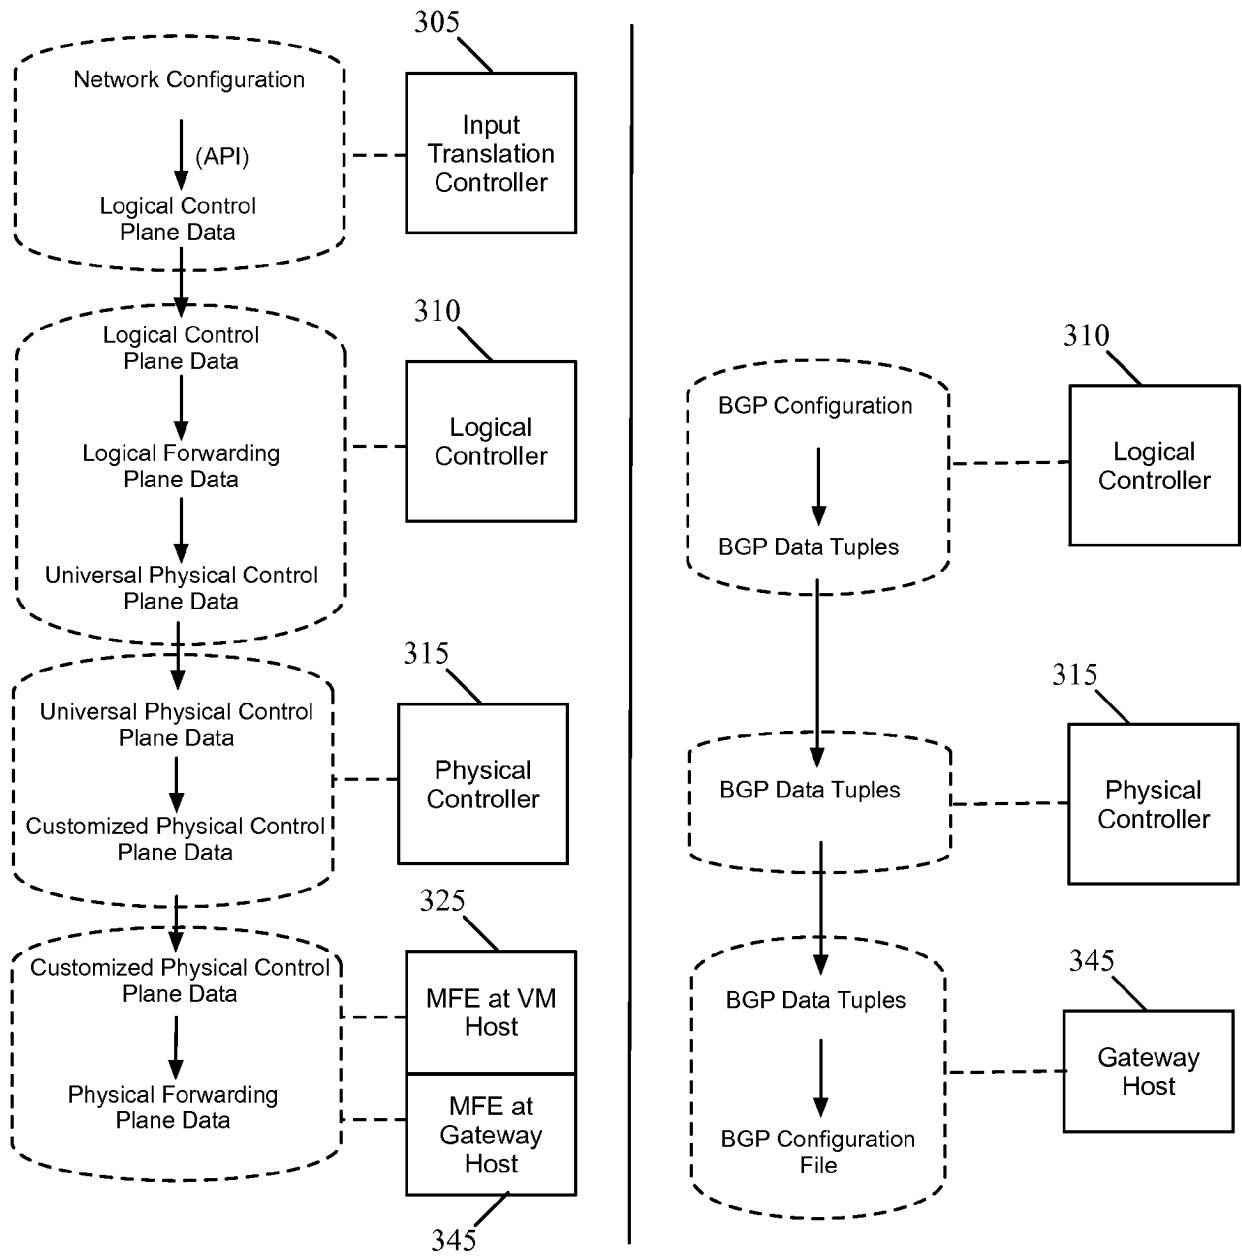 305
Network Configuration
(API)
Logical Control
Plane Data
Input
Translation
Controller
Logical Control
Plane Data
Logical Forwarding
Plane Data
Universal Physical Control
Plane Data
310
Logical
Controller
Universal Physical Control
Plane Data
Customized Physical Control
Plane Data
315
Physical
Controller
Customized Physical Control
Plane Data
Physical Forwarding
Plane Data
325
MFE at VM
Host
MFE at
Gateway
Host
345
BGP Configuration
BGP Data Tuples
310
Logical
Controller
BGP Data Tuples
315
Physical
Controller
BGP Data Tuples
BGP Configuration
File
345
Gateway
Host